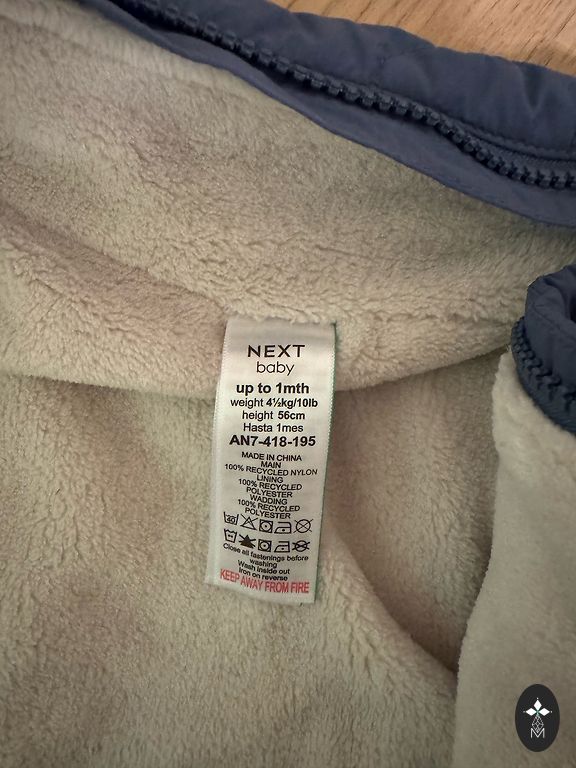 NEXT
baby
up to 1mth
weight 4½kg/10lb
height 56cm
Hasta 1mes
AN7-418-195
MADE IN CHINA
MAIN
100% RECYCLED NYLON
LINING
100% RECYCLED
POLYESTER
WADDING
100% RECYCLED
POLYESTER
40
Close all fastenings before
washing
Wash inside out
Iron on reverse
KEEP AWAY FROM FIRE
M